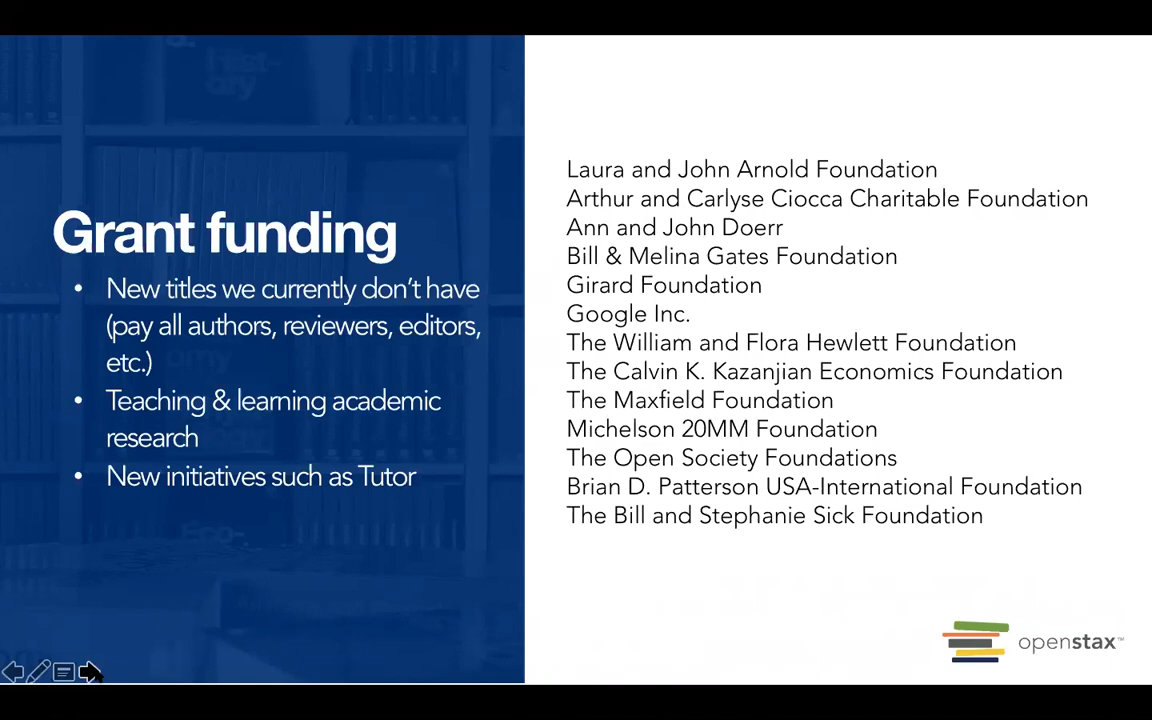 Grant funding
• New titles we currently don't have
(pay all authors, reviewers, editors,
etc.)
• Teaching & learning academic
research
• New initiatives such as Tutor
Laura and John Arnold Foundation
Arthur and Carlyse Ciocca Charitable Foundation
Ann and John Doerr
Bill & Melina Gates Foundation
Girard Foundation
Google Inc.
The William and Flora Hewlett Foundation
The Calvin K. Kazanjian Economics Foundation
The Maxfield Foundation
Michelson 20MM Foundation
The Open Society Foundations
Brian D. Patterson USA-International Foundation
The Bill and Stephanie Sick Foundation
openstax™